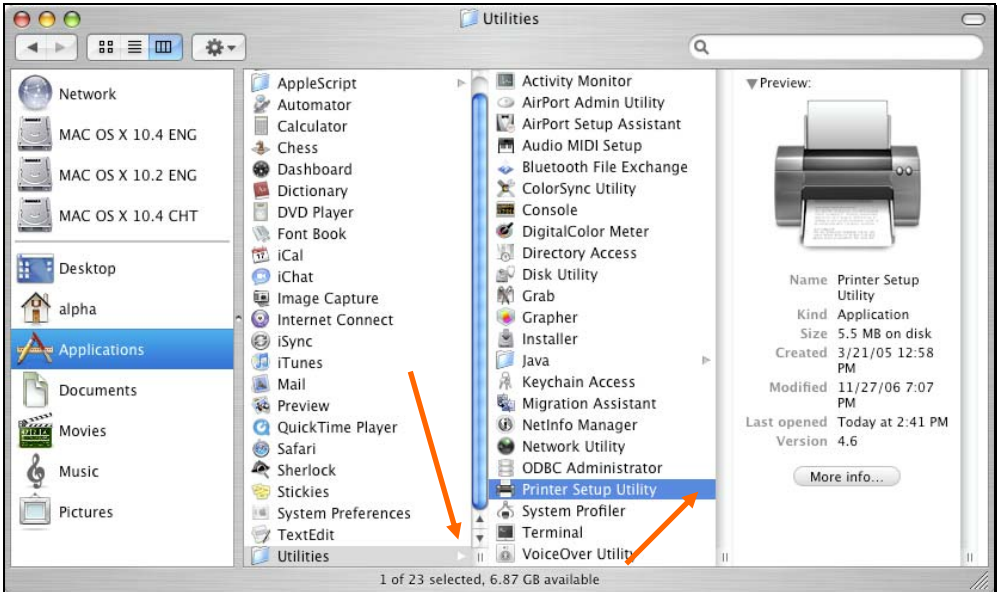 Utilities
Network
MAC OS X 10.4 ENG
MAC OS X 10.2 ENG
MAC OS X 10.4 CHT
Desktop
alpha
Applications
Documents
Movies
Music
Pictures
AppleScript
Automator
Calculator
Chess
Dashboard
Dictionary
DVD Player
Font Book
iCal
iChat
Image Capture
Internet Connect
iSync
iTunes
Mail
Preview
QuickTime Player
Safari
Sherlock
Stickies
System Preferences
TextEdit
Utilities
Activity Monitor
AirPort Admin Utility
AirPort Setup Assistant
Audio MIDI Setup
Bluetooth File Exchange
ColorSync Utility
Console
DigitalColor Meter
Directory Access
Disk Utility
Grab
Grapher
Installer
Java
Keychain Access
Migration Assistant
NetInfo Manager
Network Utility
ODBC Administrator
Printer Setup Utility
System Profiler
Terminal
VoiceOver Utility
Preview:
Name Printer Setup
Utility
Kind Application
Size 5.5 MB on disk
Created 3/21/05 12:58
PM
Modified 11/27/06 7:07
PM
Last opened Today at 2:41 PM
Version 4.6
More info...
1 of 23 selected, 6.87 GB available